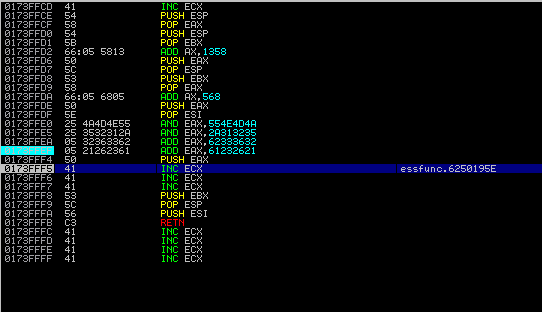 0173FFCD 41 INC ECX
0173FFCE 54 PUSH ESP
0173FFCF 58 POP EAX
0173FFD0 54 PUSH ESP
0173FFD1 5B POP EBX
0173FFD2 66:05 5813 ADD AX,1358
0173FFD6 50 PUSH EAX
0173FFD7 5C POP ESP
0173FFD8 53 PUSH EBX
0173FFD9 58 POP EAX
0173FFDA 66:05 6805 ADD AX,568
0173FFDE 50 PUSH EAX
0173FFDF 5E POP ESI
0173FFE0 25 4A4D4E55 AND EAX,554E4D4A
0173FFE5 25 3532312A AND EAX,2A313235
0173FFEA 05 32363362 ADD EAX,62333632
05 21262361 ADD EAX,61232621
0173FFF4 50 PUSH EAX
0173FFF5 41 INC ECX essfunc.6250195E
0173FFF6 41 INC ECX
0173FFF7 41 INC ECX
0173FFF8 53 PUSH EBX
0173FFF9 5C POP ESP
0173FFFA 56 PUSH ESI
0173FFFB C3 RETN
0173FFFC 41 INC ECX
0173FFFD 41 INC ECX
0173FFFE 41 INC ECX
0173FFFF 41 INC ECX